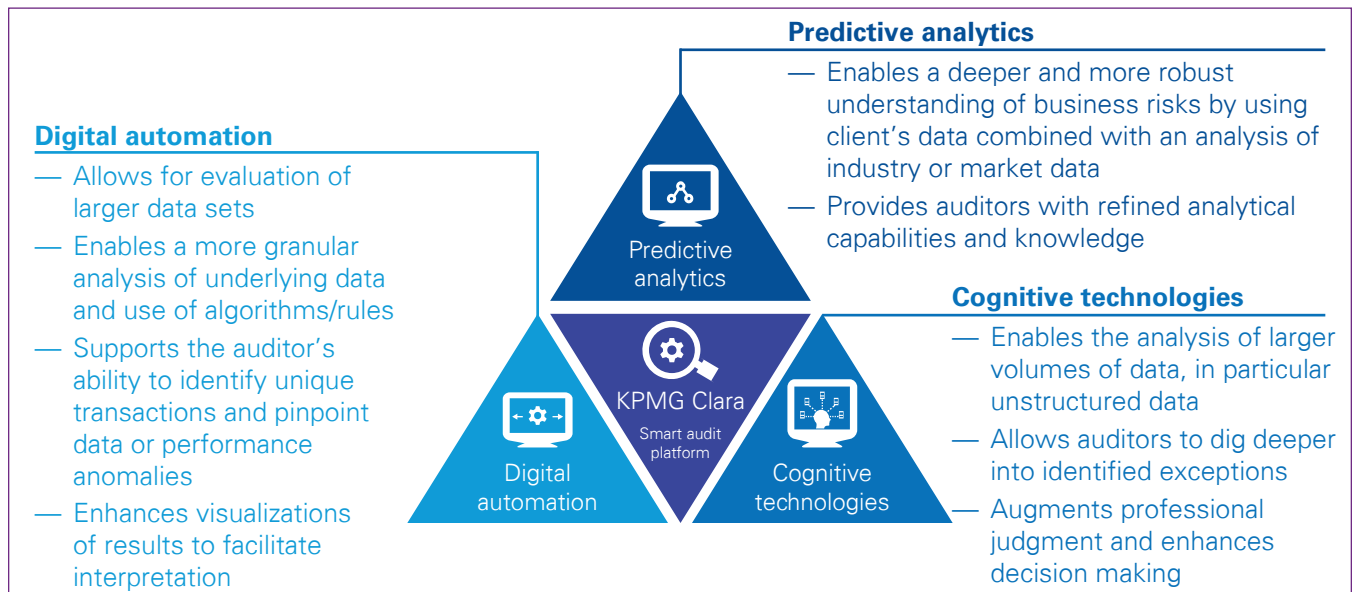 Predictive analytics
— Enables a deeper and more robust
understanding of business risks by using
client's data combined with an analysis of
industry or market data
— Provides auditors with refined analytical
capabilities and knowledge
Digital automation
— Allows for evaluation of
larger data sets
— Enables a more granular
analysis of underlying data
and use of algorithms/rules
— Supports the auditor's
ability to identify unique
transactions and pinpoint
data or performance
anomalies
— Enhances visualizations
of results to facilitate
interpretation
Predictive
analytics
KPMG Clara
Smart audit
platform
Digital
automation
Cognitive
technologies
Cognitive technologies
— Enables the analysis of larger
volumes of data, in particular
unstructured data
— Allows auditors to dig deeper
into identified exceptions
— Augments professional
judgment and enhances
decision making